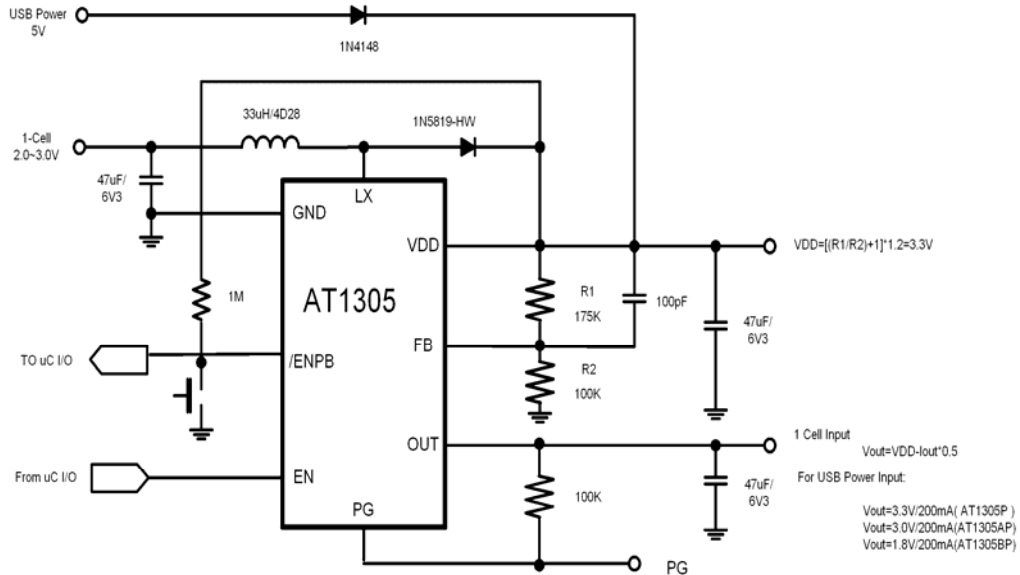 USB Power
5V
1N4148
33uH/4D28
1N5819-HW
1-Cell
2.0~3.0V
47uF/
6V3
LX
GND
VDD
VDD=[(R1/R2)+1]*1.2=3.3V
AT1305
1M
R1
175K
100pF
47uF/
6V3
FB
TO uC I/O
/ENPB
R2
100K
OUT
1 Cell Input
Vout=VDD-Iout*0.5
From uC I/O
EN
For USB Power Input:
100K
47uF/
6V3
PG
Vout=3.3V/200mA( AT1305P )
Vout=3.0V/200mA(AT1305AP)
Vout=1.8V/200mA(AT1305BP)
PG